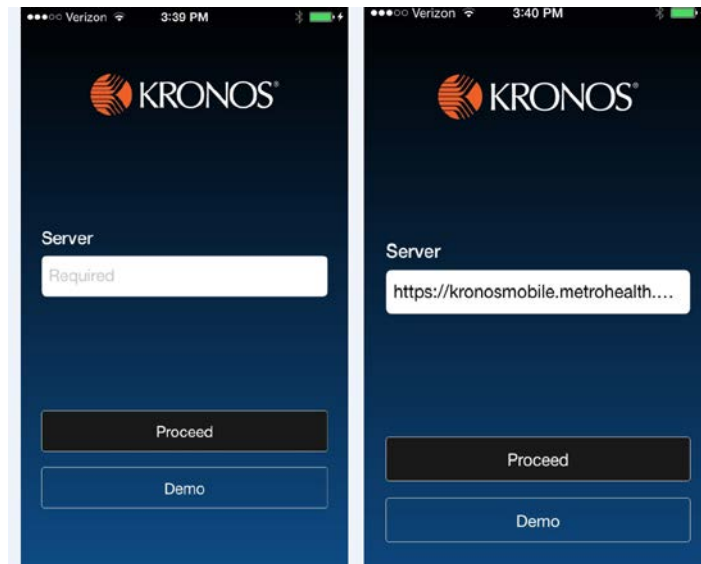 Verizon 3:39 PM
KRONOS®
Server
Required
Proceed
Demo
Verizon 3:40 PM
KRONOS®
Server
https://kronosmobile.metrohealth....
Proceed
Demo